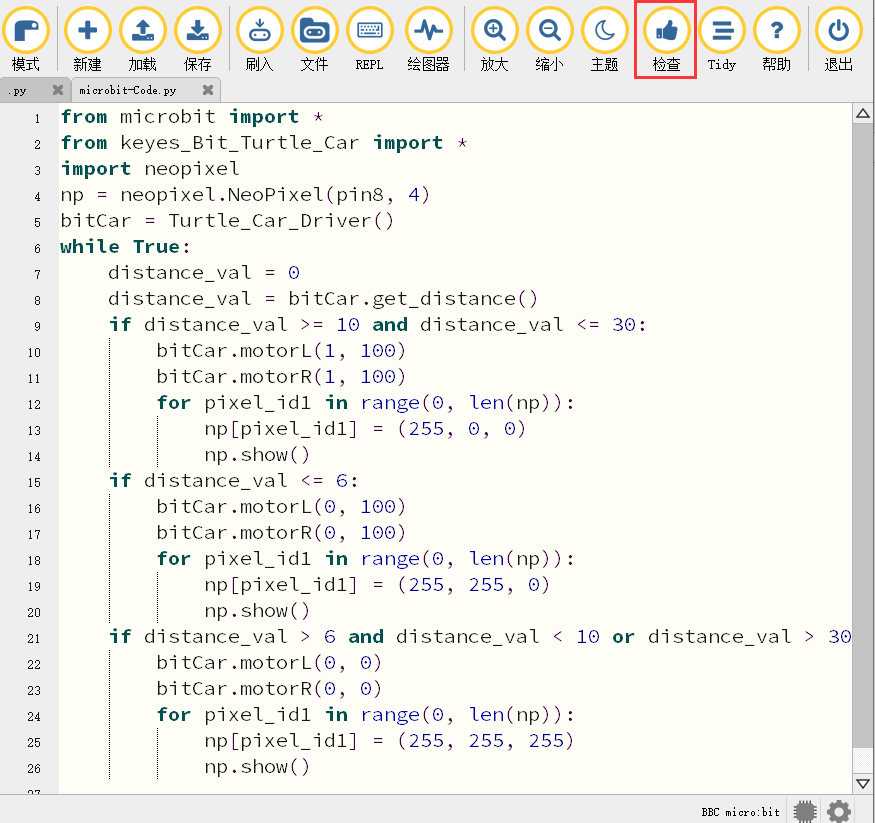 模式 新建 加载 保存 刷入 文件 REPL 绘图器 放大 缩小 主题 检查 Tidy 帮助 退出
.py microbit-Code.py
1 from microbit import *
2 from keyes_Bit_Turtle_Car import *
3 import neopixel
4 np = neopixel.NeoPixel(pin8, 4)
5 bitCar = Turtle_Car_Driver()
6 while True:
7     distance_val = 0
8     distance_val = bitCar.get_distance()
9     if distance_val >= 10 and distance_val <= 30:
10         bitCar.motorL(1, 100)
11         bitCar.motorR(1, 100)
12         for pixel_id1 in range(0, len(np)):
13             np[pixel_id1] = (255, 0, 0)
14             np.show()
15     if distance_val <= 6:
16         bitCar.motorL(0, 100)
17         bitCar.motorR(0, 100)
18         for pixel_id1 in range(0, len(np)):
19             np[pixel_id1] = (255, 255, 0)
20             np.show()
21     if distance_val > 6 and distance_val < 10 or distance_val > 30
22         bitCar.motorL(0, 0)
23         bitCar.motorR(0, 0)
24         for pixel_id1 in range(0, len(np)):
25             np[pixel_id1] = (255, 255, 255)
26             np.show()
27
BBC micro:bit